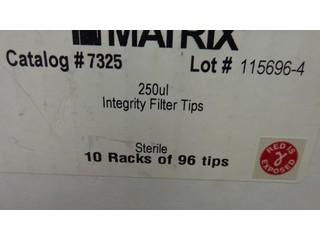 MATRIX
Catalog #7325
Lot # 115696-4
250ul
Integrity Filter Tips
Sterile
10 Racks of 96 tips
RED IS
EXPOSED